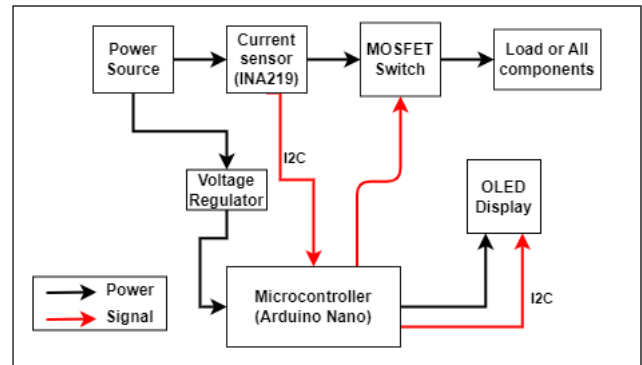 Power
Source
Current
sensor
(INA219)
MOSFET
Switch
Load or All
components
I2C
Voltage
Regulator
OLED
Display
Microcontroller
(Arduino Nano)
I2C
Power
Signal